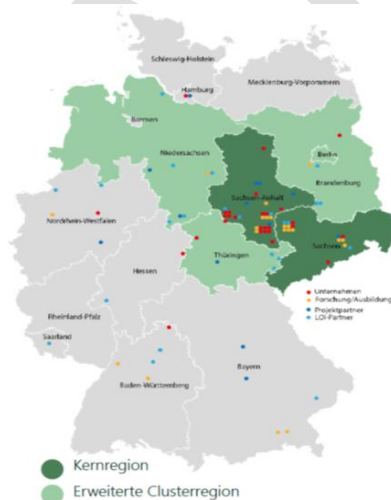 Schleswig-Holstein
Mecklenburg-Vorpommern
Hamburg
Bremen
Niedersachsen
Berlin
Sachsen-Anhalt
Brandenburg
Nordrhein-Westfalen
Sachsen
Thüringen
Hessen
Unternehmen
Forschung/Ausbildung
Projektpartner
LOI-Partner
Rheinland-Pfalz
Saarland
Bayern
Baden-Württemberg
Kernregion
Erweiterte Clusterregion